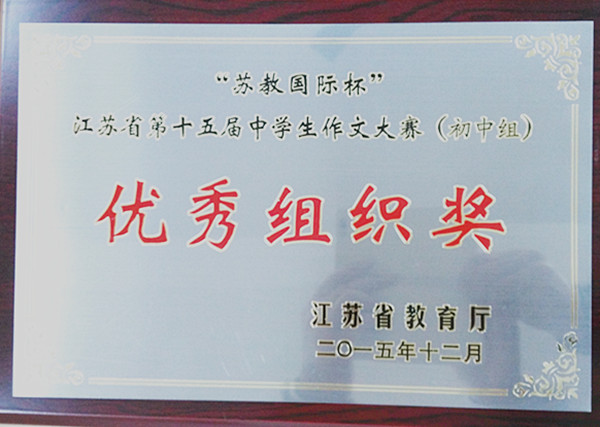 “苏教国际杯”
江苏省第十五届中学生作文大赛（初中组）
优秀组织奖
江苏省教育厅
二〇一五年十二月